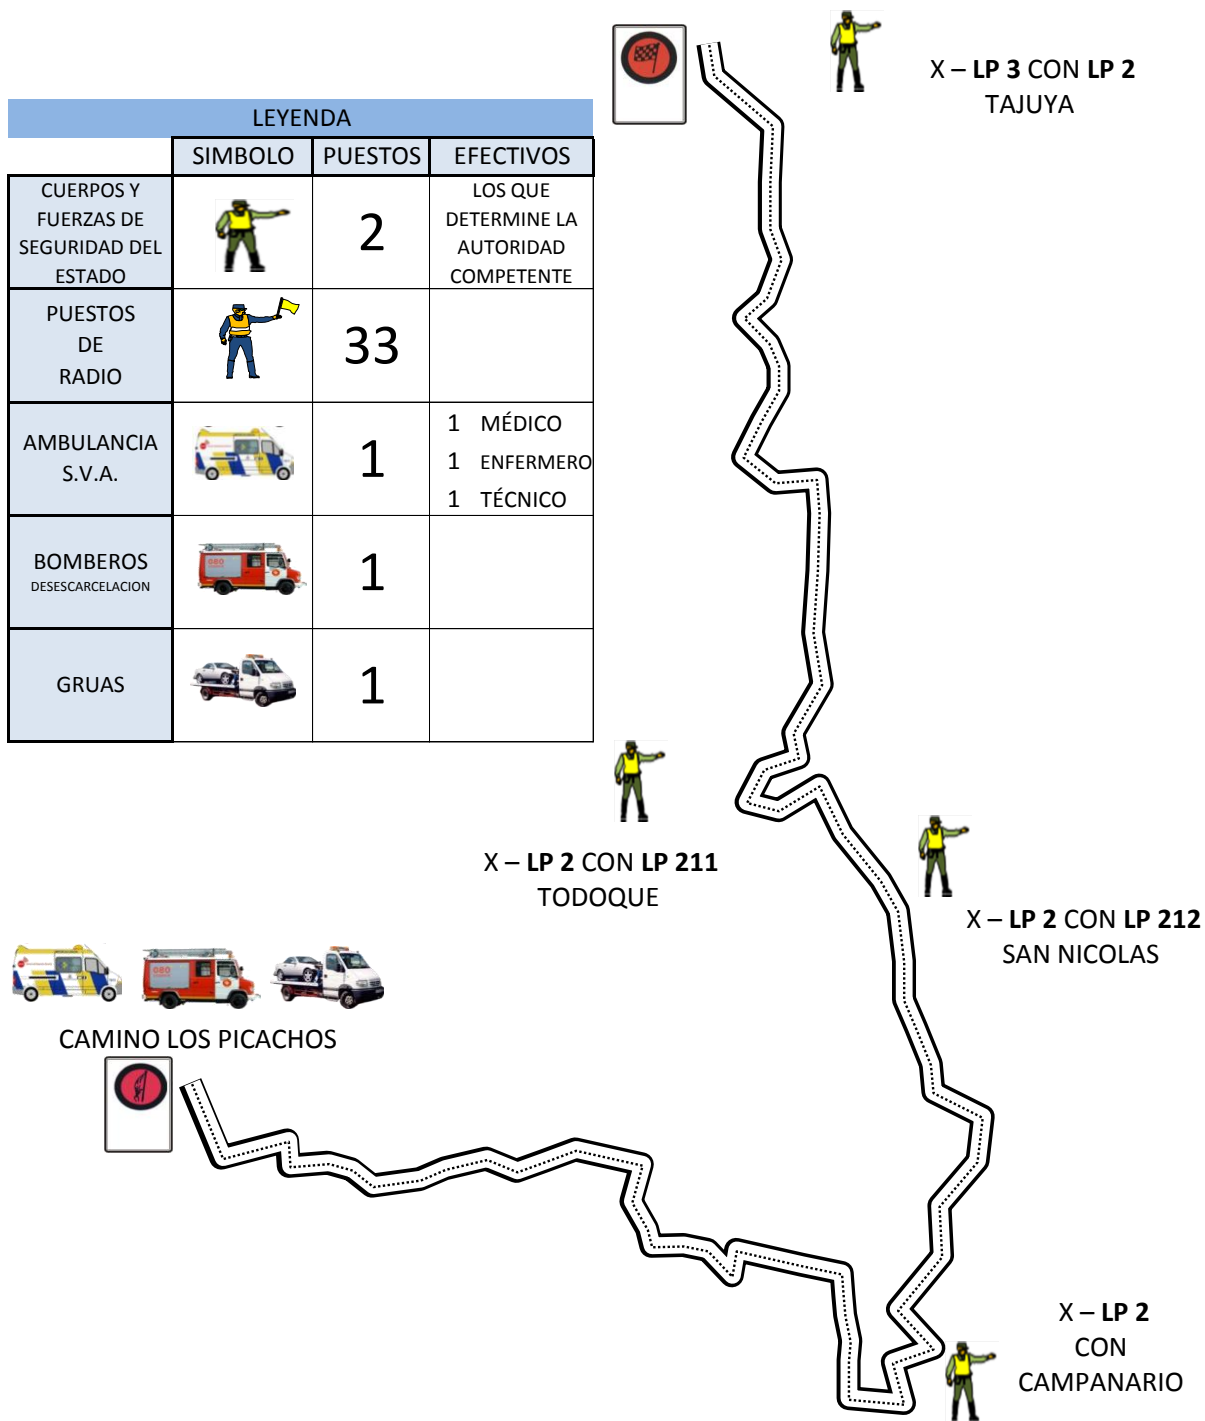 X – LP 3 CON LP 2
TAJUYA
LEYENDA
SIMBOLO PUESTOS EFECTIVOS
CUERPOS Y
FUERZAS DE
SEGURIDAD DEL
ESTADO
2
LOS QUE
DETERMINE LA
AUTORIDAD
COMPETENTE
PUESTOS
DE
RADIO
33
AMBULANCIA
S.V.A.
1
1 MÉDICO
1 ENFERMERO
1 TÉCNICO
BOMBEROS
DESESCARCELACION
1
GRUAS
1
X – LP 2 CON LP 211
TODOQUE
X – LP 2 CON LP 212
SAN NICOLAS
CAMINO LOS PICACHOS
X – LP 2
CON
CAMPANARIO